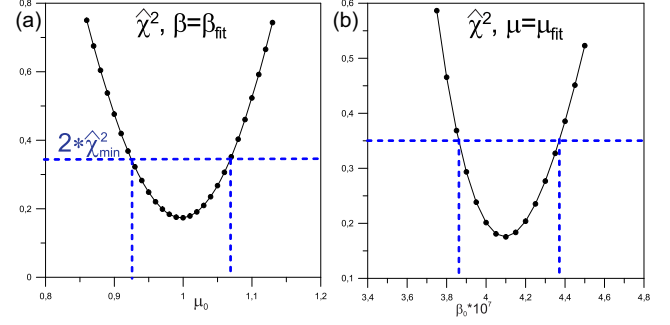 (a)
χ̂², β=β_fit
0,8
0,6
0,4
0,2
0
2*χ̂²_min
0,8 0,9 1 1,1 1,2
μ₀
(b)
χ̂², μ=μ_fit
0,6
0,5
0,4
0,3
0,2
0,1
3,4 3,6 3,8 4 4,2 4,4 4,6 4,8
β₀*10⁷